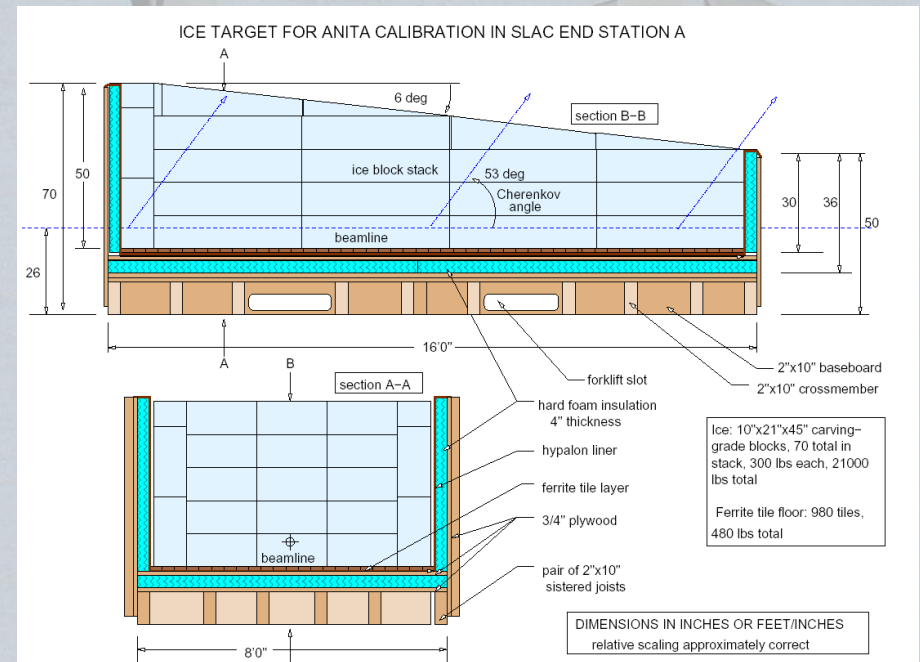 ICE TARGET FOR ANITA CALIBRATION IN SLAC END STATION A
A
6 deg
section B-B
70
50
ice block stack
53 deg
Cherenkov
angle
30
36
50
beamline
26
16'0"
A
B
section A-A
forklift slot
2"x10" baseboard
2"x10" crossmember
hard foam insulation
4" thickness
hypalon liner
ferrite tile layer
3/4" plywood
beamline
pair of 2"x10"
sistered joists
8'0"
Ice: 10"x21"x45" carving-
grade blocks, 70 total in
stack, 300 lbs each, 21000
lbs total
Ferrite tile floor: 980 tiles,
480 lbs total
DIMENSIONS IN INCHES OR FEET/INCHES
relative scaling approximately correct